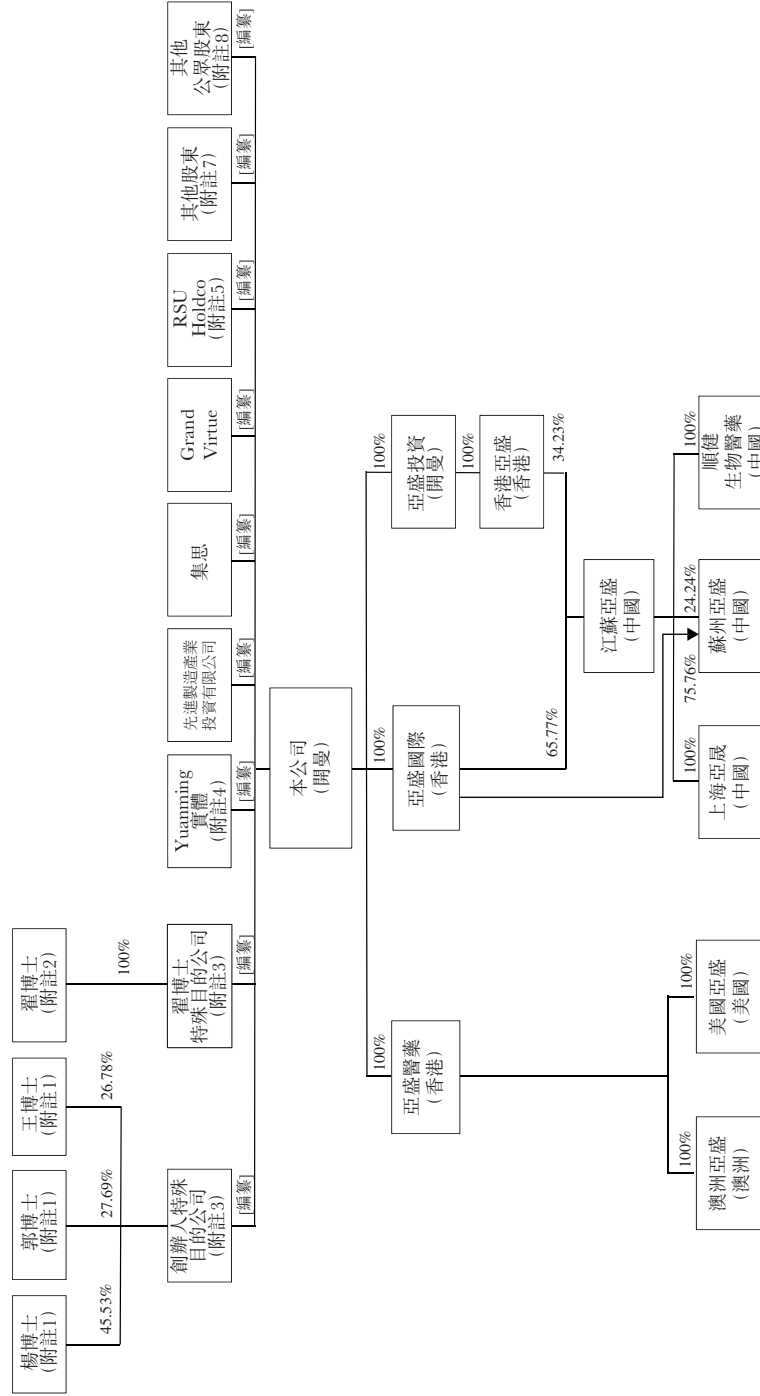 楊博士
(附註1)
郭博士
(附註1)
王博士
(附註1)
翟博士
(附註2)
45.53%
27.69%
26.78%
100%
創辦人特殊
目的公司
(附註3)
翟博士
特殊目的公司
(附註3)
Yuanming
實體
(附註4)
先進製造產業
投資有限公司
集思
Grand
Virtue
RSU
Holdco
(附註5)
其他股東
(附註7)
其他
公眾股東
(附註8)
[編纂]
[編纂]
[編纂]
[編纂]
[編纂]
[編纂]
[編纂]
[編纂]
[編纂]
本公司
(開曼)
100%
100%
100%
亞盛醫藥
(香港)
亞盛國際
(香港)
亞盛投資
(開曼)
100%
香港亞盛
(香港)
65.77%
34.23%
江蘇亞盛
(中國)
100%
100%
100%
75.76%
24.24%
100%
澳洲亞盛
(澳洲)
美國亞盛
(美國)
上海亞晟
(中國)
蘇州亞盛
(中國)
順健
生物醫藥
(中國)